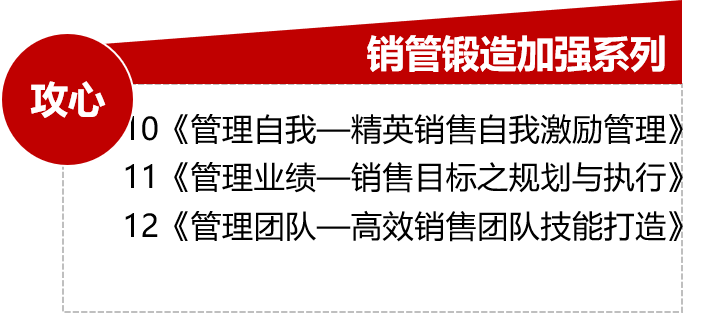 销管锻造加强系列
攻心
10《管理自我—精英销售自我激励管理》
11《管理业绩—销售目标之规划与执行》
12《管理团队—高效销售团队技能打造》